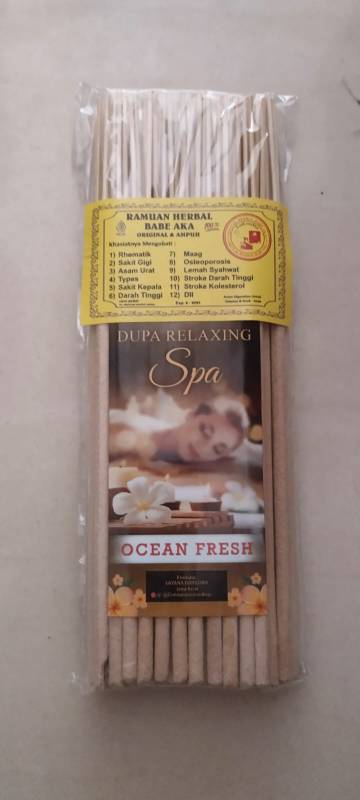 RAMUAN HERBAL
BABE AKA
ORIGINAL & AMPUH
100%
Khasiatnya Mengobati :
1) Rhematik
2) Sakit Gigi
3) Asam Urat
4) Types
5) Sakit Kepala
6) Darah Tinggi
7) Maag
8) Osteoporosis
9) Lemah Syahwat
10) Stroke Darah Tinggi
11) Stroke Kolesterol
12) Dll
DUPA RELAXING
Spa
OCEAN FRESH